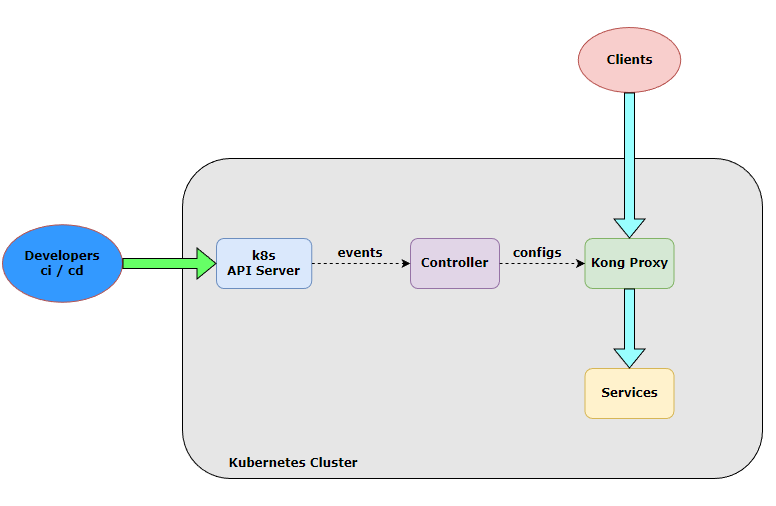 Clients
Developers
ci / cd
k8s
API Server
events
Controller
configs
Kong Proxy
Services
Kubernetes Cluster